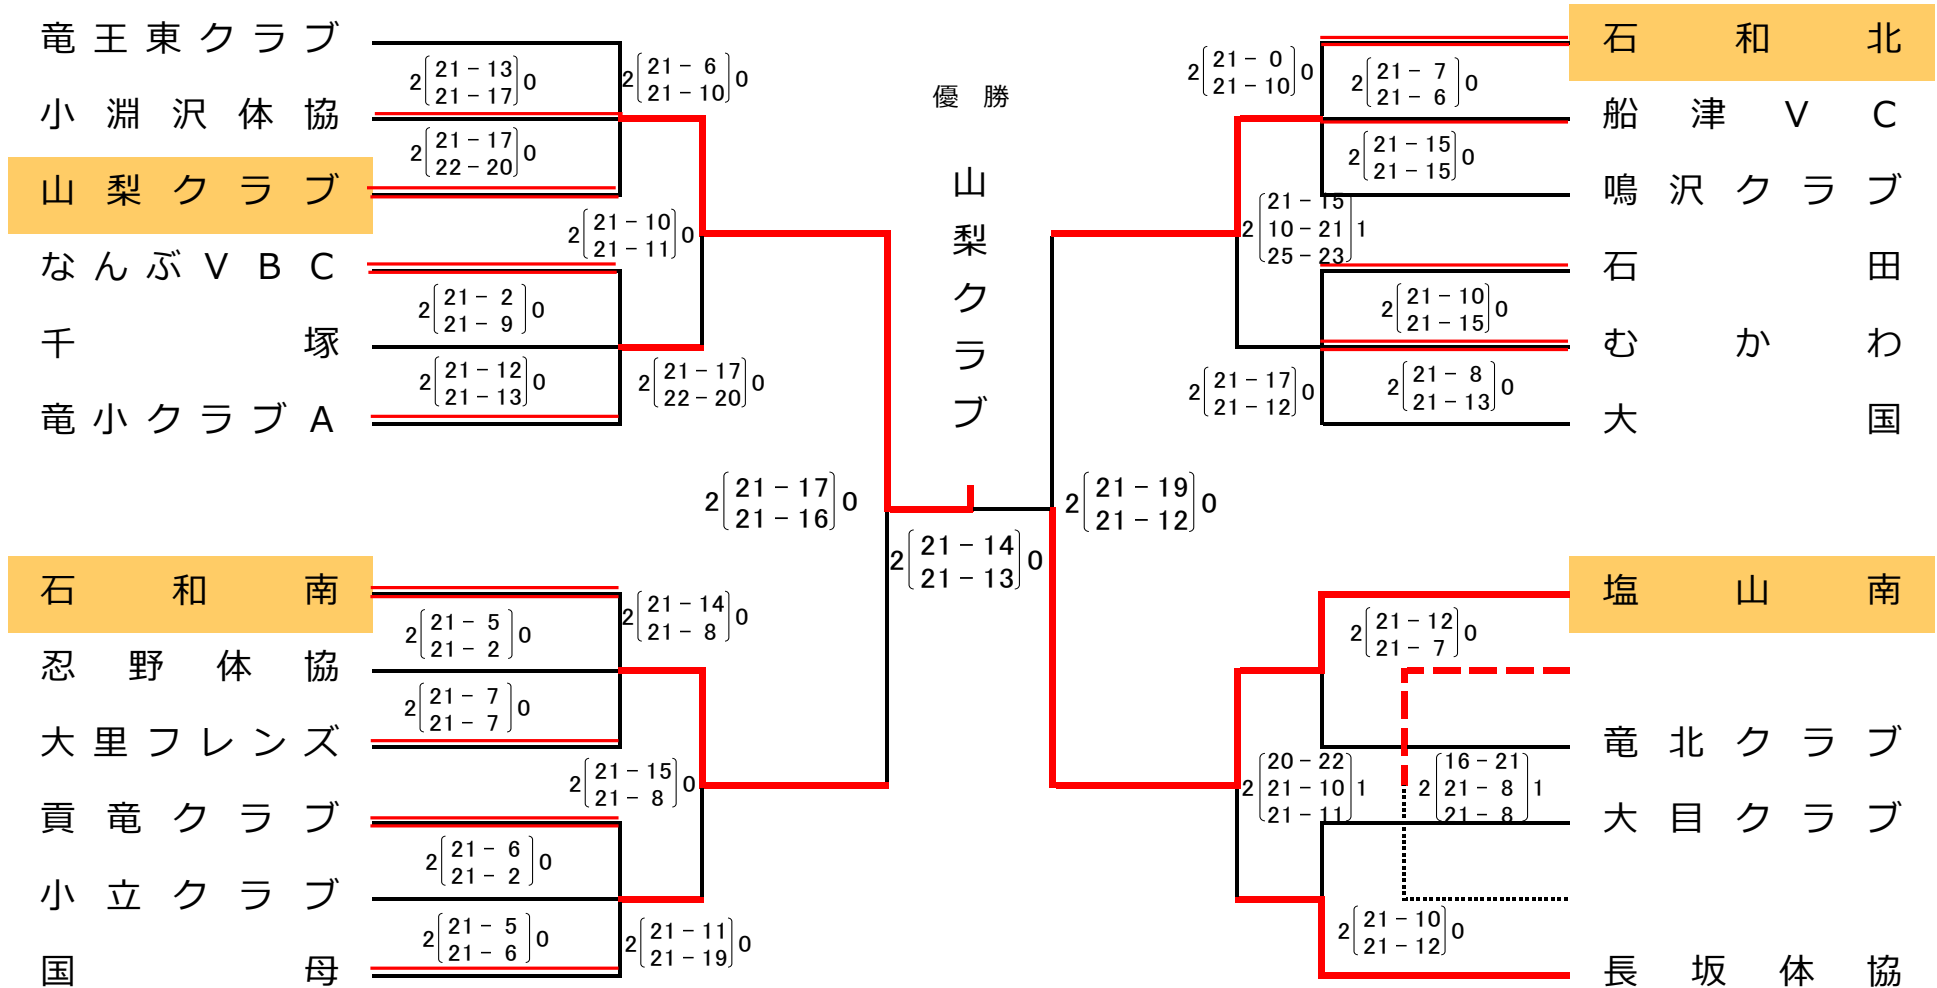 竜王東クラブ
2 21 - 13 0
21 - 17
2 21 - 6 0
21 - 10
小淵沢体協
2 21 - 17 0
22 - 20
山梨クラブ
2 21 - 10 0
21 - 11
なんぶVBC
2 21 - 2 0
21 - 9
千塚
2 21 - 12 0
21 - 13
2 21 - 17 0
22 - 20
竜小クラブA
2 21 - 17 0
21 - 16
石和南
2 21 - 5 0
21 - 2
2 21 - 14 0
21 - 8
忍野体協
2 21 - 7 0
21 - 7
大里フレンズ
2 21 - 15 0
21 - 8
貢竜クラブ
2 21 - 6 0
21 - 2
小立クラブ
2 21 - 5 0
21 - 6
2 21 - 11 0
21 - 19
国母
優勝
山梨クラブ
2 21 - 14 0
21 - 13
石和北
2 21 - 0 0
21 - 10
2 21 - 7 0
21 - 6
船津VC
2 21 - 15 0
21 - 15
鳴沢クラブ
21 - 15
2 10 - 21 1
25 - 23
石田
2 21 - 10 0
21 - 15
むかわ
2 21 - 17 0
21 - 12
2 21 - 8 0
21 - 13
大国
2 21 - 19 0
21 - 12
塩山南
2 21 - 12 0
21 - 7
竜北クラブ
20 - 22
2 21 - 10 1
21 - 11
16 - 21
2 21 - 8 1
21 - 8
大目クラブ
2 21 - 10 0
21 - 12
長坂体協